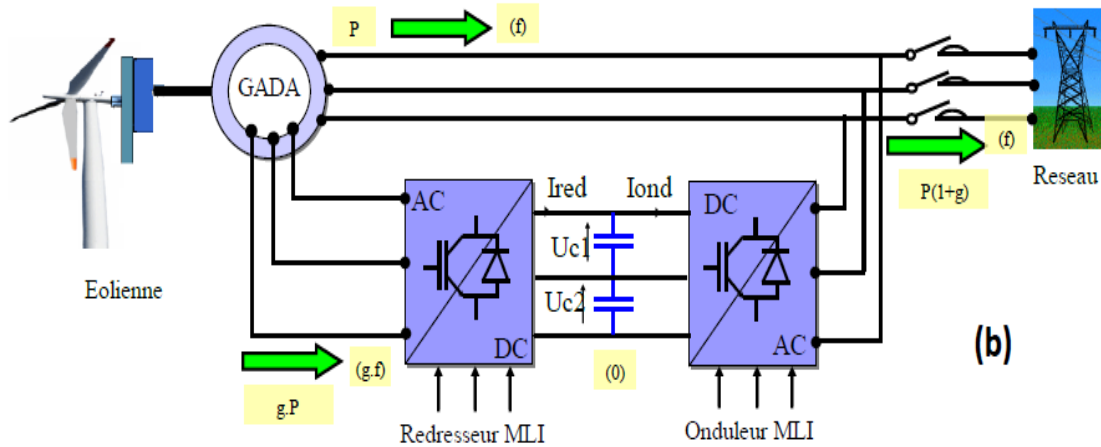 P
(f)
GADA
(f)
Reseau
P(1+g)
AC
Ired
Iond
DC
Uc1
Eolienne
Uc2
(b)
DC
AC
(g.f)
(0)
g.P
Redresseur MLI
Onduleur MLI